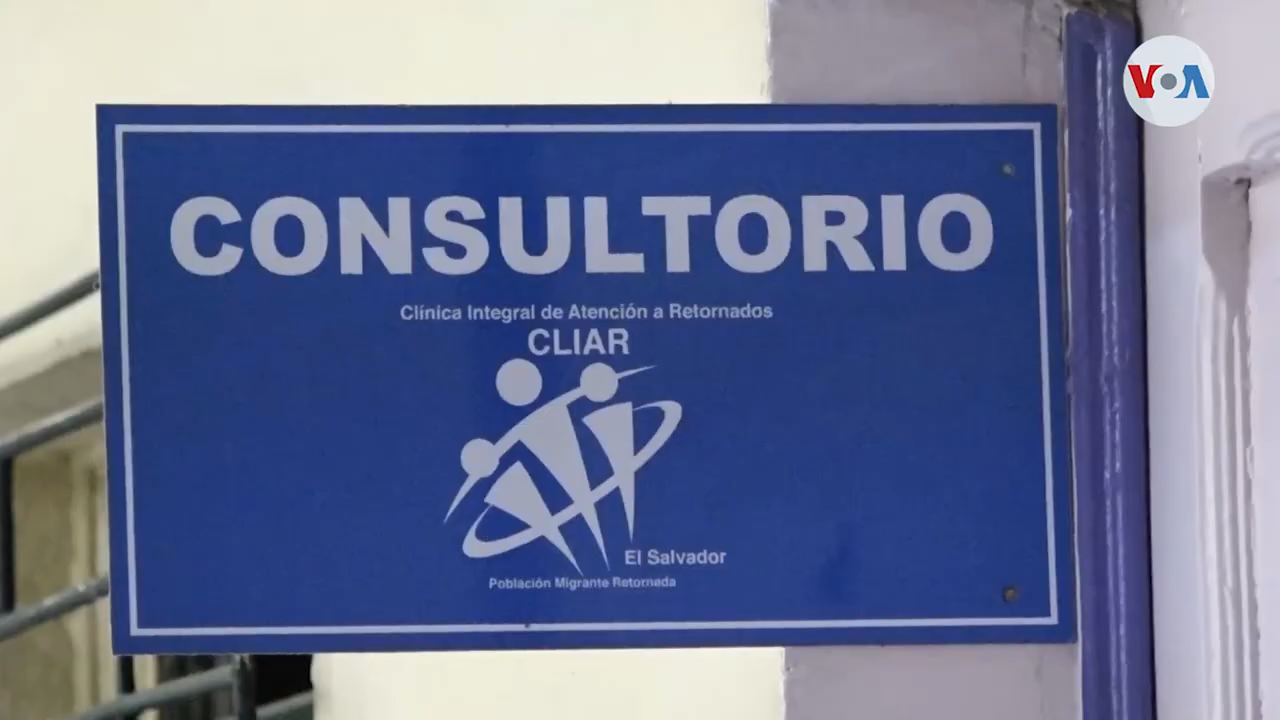 VOA
CONSULTORIO
Clínica Integral de Atención a Retornados
CLIAR
El Salvador
Población Migrante Retornada